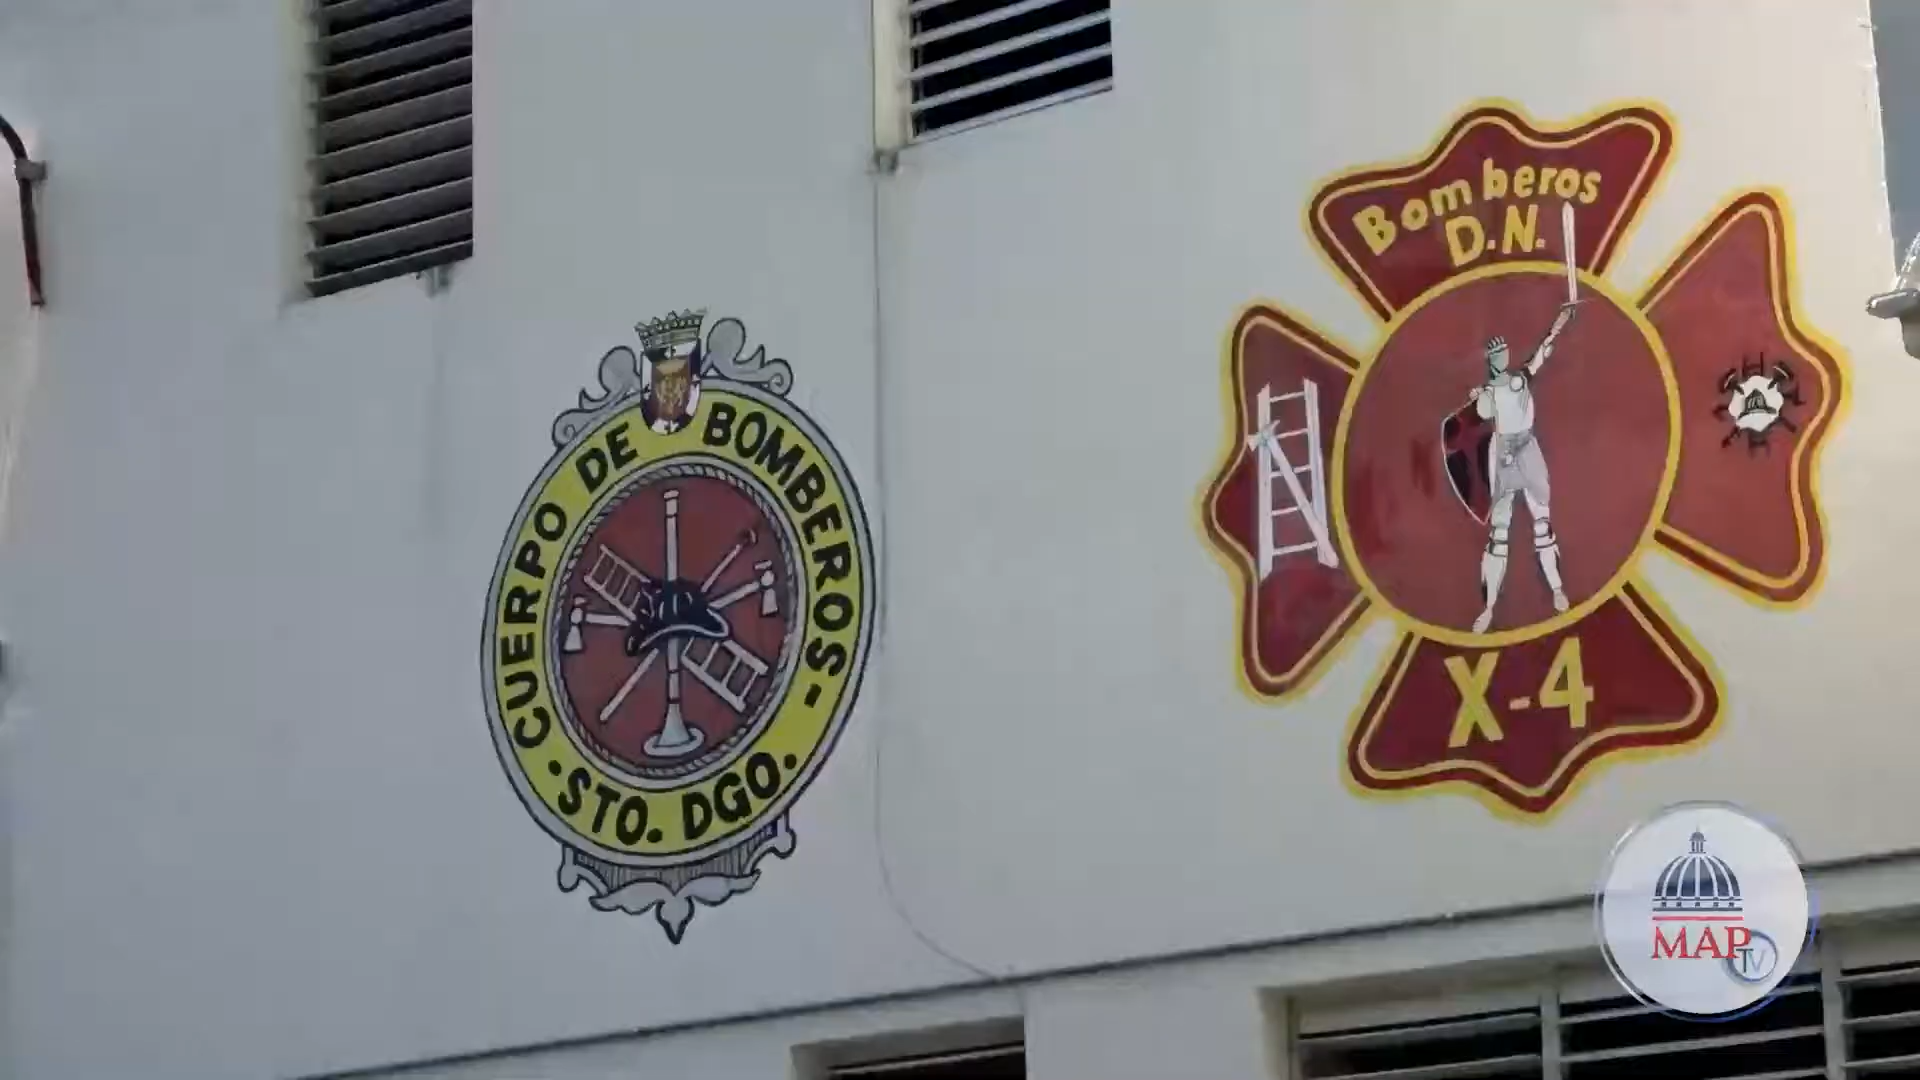 CUERPO DE BOMBEROS-
·STO. DGO.·
Bomberos
D.N.
X-4
MAP
TV